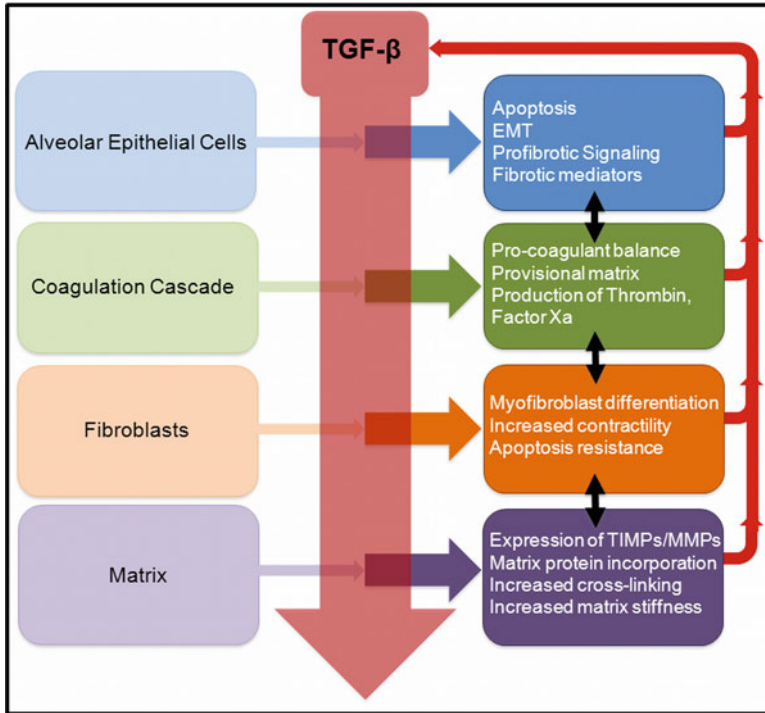 TGF-β
Alveolar Epithelial Cells
Apoptosis
EMT
Profibrotic Signaling
Fibrotic mediators
Coagulation Cascade
Pro-coagulant balance
Provisional matrix
Production of Thrombin,
Factor Xa
Fibroblasts
Myofibroblast differentiation
Increased contractility
Apoptosis resistance
Matrix
Expression of TIMPs/MMPs
Matrix protein incorporation
Increased cross-linking
Increased matrix stiffness